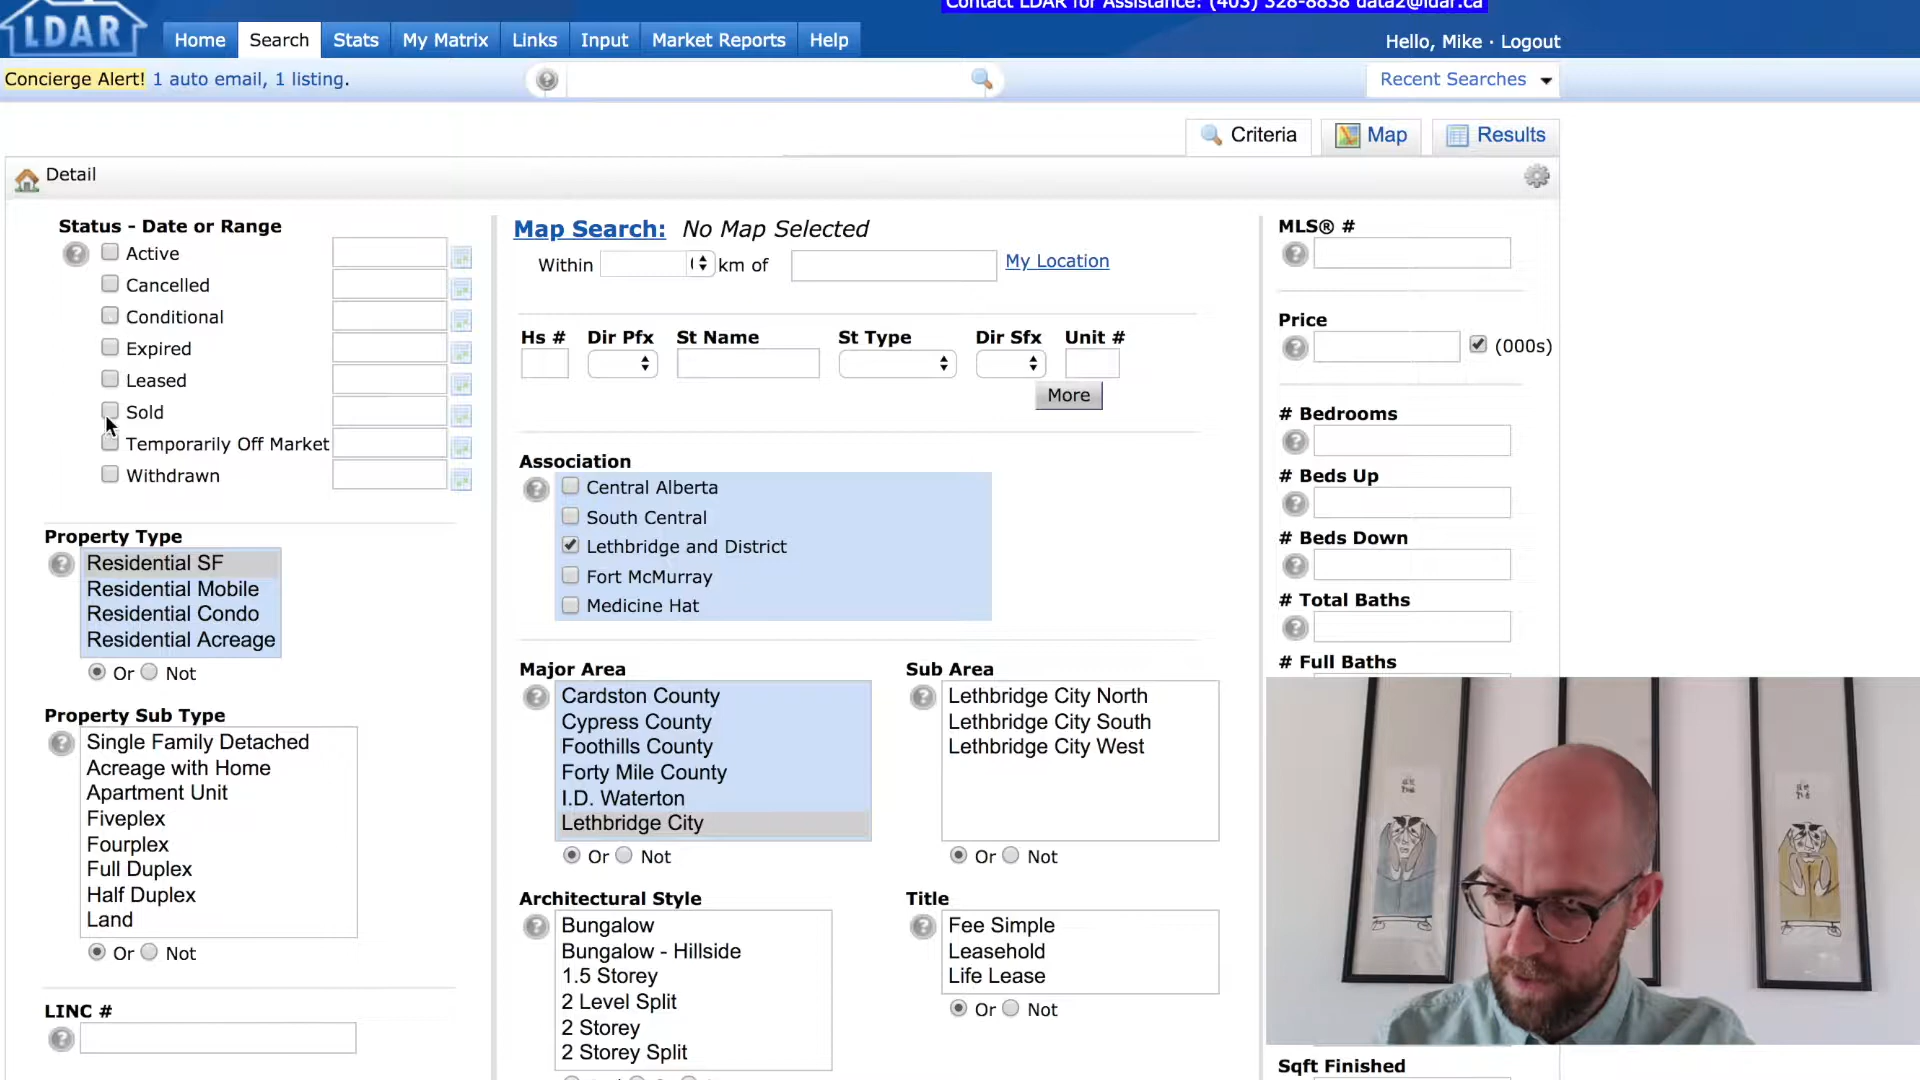 Contact LDAR for Assistance: (403) 328-8838 data2@ldar.ca
LDAR
Home Search Stats My Matrix Links Input Market Reports Help
Hello, Mike · Logout
Concierge Alert! 1 auto email, 1 listing.
Recent Searches
Criteria Map Results
Detail
Status - Date or Range
Active
Cancelled
Conditional
Expired
Leased
Sold
Temporarily Off Market
Withdrawn
Property Type
Residential SF
Residential Mobile
Residential Condo
Residential Acreage
Or Not
Property Sub Type
Single Family Detached
Acreage with Home
Apartment Unit
Fiveplex
Fourplex
Full Duplex
Half Duplex
Land
Or Not
LINC #
Map Search: No Map Selected
Within km of My Location
Hs # Dir Pfx St Name St Type Dir Sfx Unit #
More
Association
Central Alberta
South Central
Lethbridge and District
Fort McMurray
Medicine Hat
Major Area
Cardston County
Cypress County
Foothills County
Forty Mile County
I.D. Waterton
Lethbridge City
Or Not
Sub Area
Lethbridge City North
Lethbridge City South
Lethbridge City West
Or Not
Architectural Style
Bungalow
Bungalow - Hillside
1.5 Storey
2 Level Split
2 Storey
2 Storey Split
Title
Fee Simple
Leasehold
Life Lease
Or Not
MLS® #
Price
(000s)
# Bedrooms
# Beds Up
# Beds Down
# Total Baths
# Full Baths
Sqft Finished